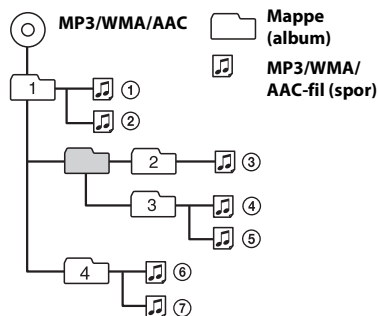 MP3/WMA/AAC
Mappe
(album)
MP3/WMA/
AAC-fil (spor)
1
①
②
2
③
3
④
⑤
4
⑥
⑦